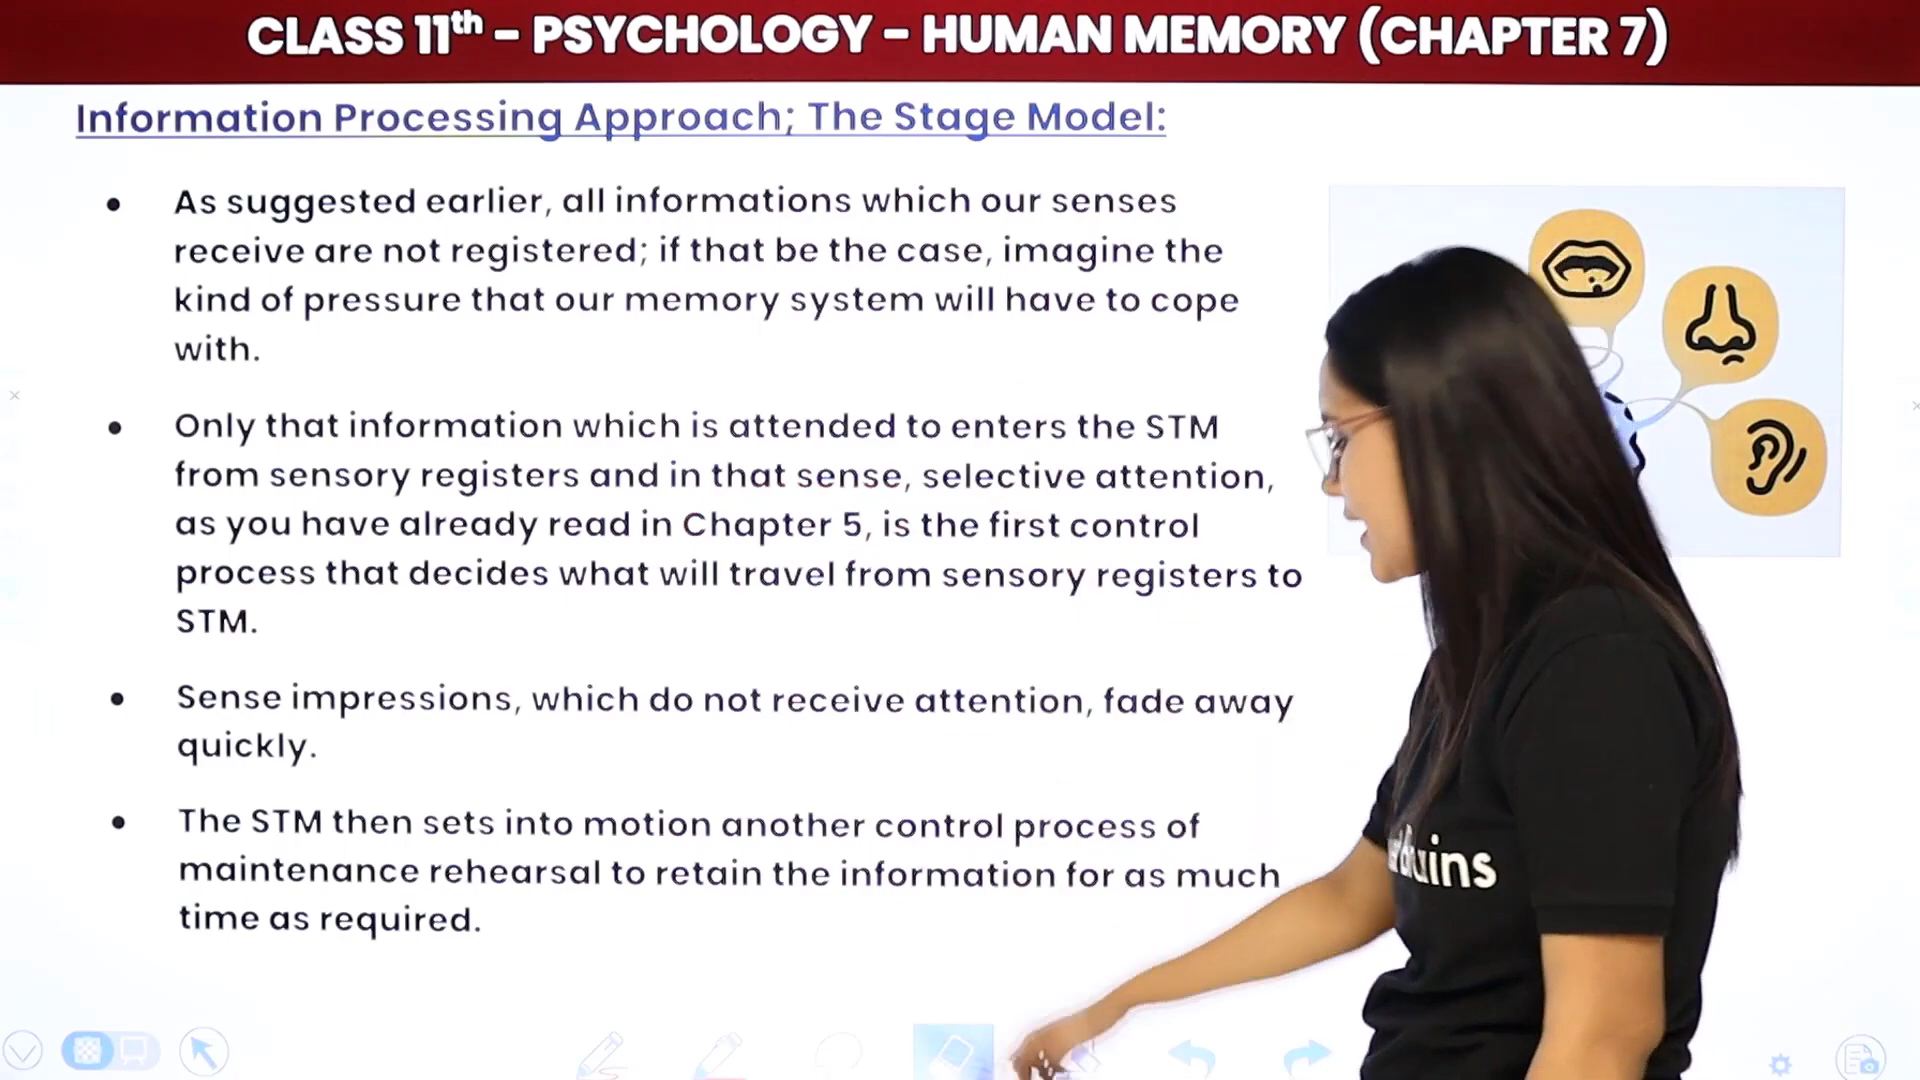 CLASS 11th - PSYCHOLOGY - HUMAN MEMORY (CHAPTER 7)
Information Processing Approach; The Stage Model:
• As suggested earlier, all informations which our senses
receive are not registered; if that be the case, imagine the
kind of pressure that our memory system will have to cope
with.
• Only that information which is attended to enters the STM
from sensory registers and in that sense, selective attention,
as you have already read in Chapter 5, is the first control
process that decides what will travel from sensory registers to
STM.
• Sense impressions, which do not receive attention, fade away
quickly.
• The STM then sets into motion another control process of
maintenance rehearsal to retain the information for as much
time as required.